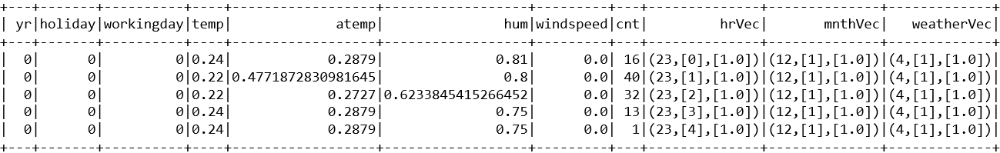 +---+-------+----------+----+------------------+------------------+---------+---+--------------+--------------+-------------+
| yr|holiday|workingday|temp|             atemp|               hum|windspeed|cnt|         hrVec|       mnthVec|   weatherVec|
+---+-------+----------+----+------------------+------------------+---------+---+--------------+--------------+-------------+
|  0|      0|         0|0.24|            0.2879|              0.81|      0.0| 16|(23,[0],[1.0])|(12,[1],[1.0])|(4,[1],[1.0])|
|  0|      0|         0|0.22|0.4771872830981645|               0.8|      0.0| 40|(23,[1],[1.0])|(12,[1],[1.0])|(4,[1],[1.0])|
|  0|      0|         0|0.22|            0.2727|0.6233845415266452|      0.0| 32|(23,[2],[1.0])|(12,[1],[1.0])|(4,[1],[1.0])|
|  0|      0|         0|0.24|            0.2879|              0.75|      0.0| 13|(23,[3],[1.0])|(12,[1],[1.0])|(4,[1],[1.0])|
|  0|      0|         0|0.24|            0.2879|              0.75|      0.0|  1|(23,[4],[1.0])|(12,[1],[1.0])|(4,[1],[1.0])|
+---+-------+----------+----+------------------+------------------+---------+---+--------------+--------------+-------------+